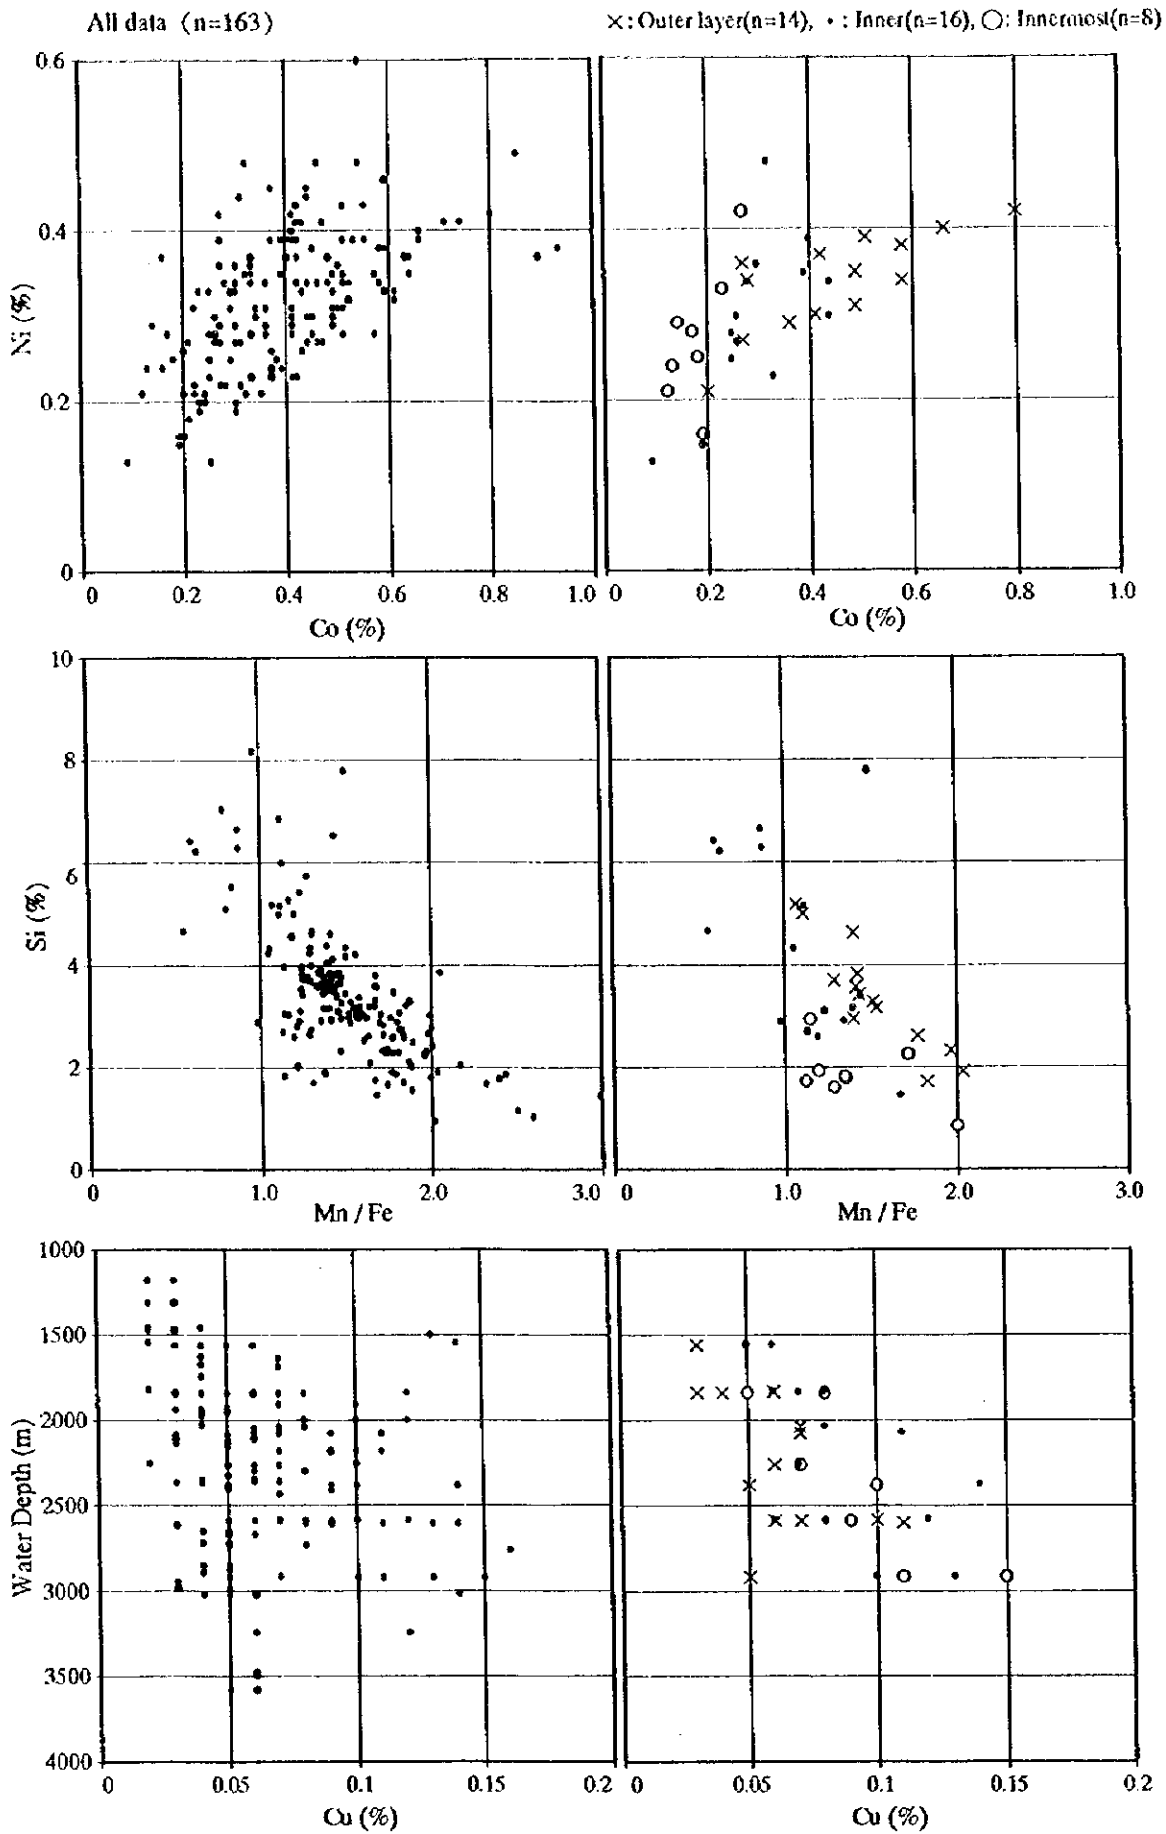 All data (n=163)
×: Outer layer(n=14), •: Inner(n=16), ○: Innermost(n=8)
0.6
0.4
0.2
0
Ni (%)
0 0.2 0.4 0.6 0.8 1.0
Co (%)
0 0.2 0.4 0.6 0.8 1.0
Co (%)
10
8
6
4
2
0
Si (%)
0 1.0 2.0 3.0
Mn / Fe
0 1.0 2.0 3.0
Mn / Fe
1000
1500
2000
2500
3000
3500
4000
Water Depth (m)
0 0.05 0.1 0.15 0.2
Cu (%)
0 0.05 0.1 0.15 0.2
Cu (%)